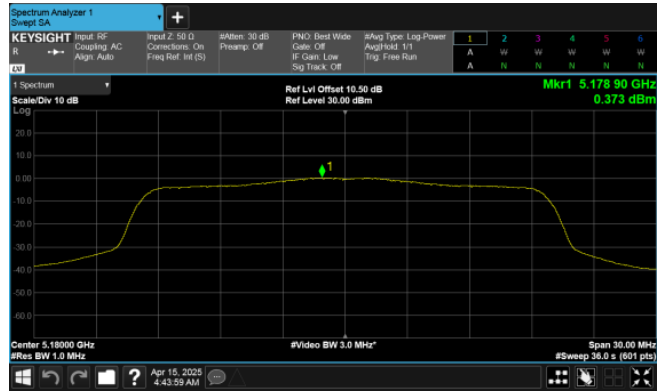 Spectrum Analyzer 1
Swept SA
KEYSIGHT
R
LXI
Input: RF
Coupling: AC
Align: Auto
Input Z: 50 Ω
Corrections: On
Freq Ref: Int (S)
#Atten: 30 dB
Preamp: Off
PNO: Best Wide
Gate: Off
IF Gain: Low
Sig Track: Off
#Avg Type: Log-Power
Avg|Hold: 1/1
Trig: Free Run
1 2 3 4 5 6
A W W W W W
A N N N N N
1 Spectrum
Scale/Div 10 dB
Log
Ref Lvl Offset 10.50 dB
Ref Level 30.00 dBm
Mkr1 5.178 90 GHz
0.373 dBm
1
20.0
10.0
0.00
-10.0
-20.0
-30.0
-40.0
-50.0
-60.0
Center 5.18000 GHz
#Res BW 1.0 MHz
#Video BW 3.0 MHz*
Span 30.00 MHz
#Sweep 36.0 s (601 pts)
?
Apr 15, 2025
4:43:59 AM